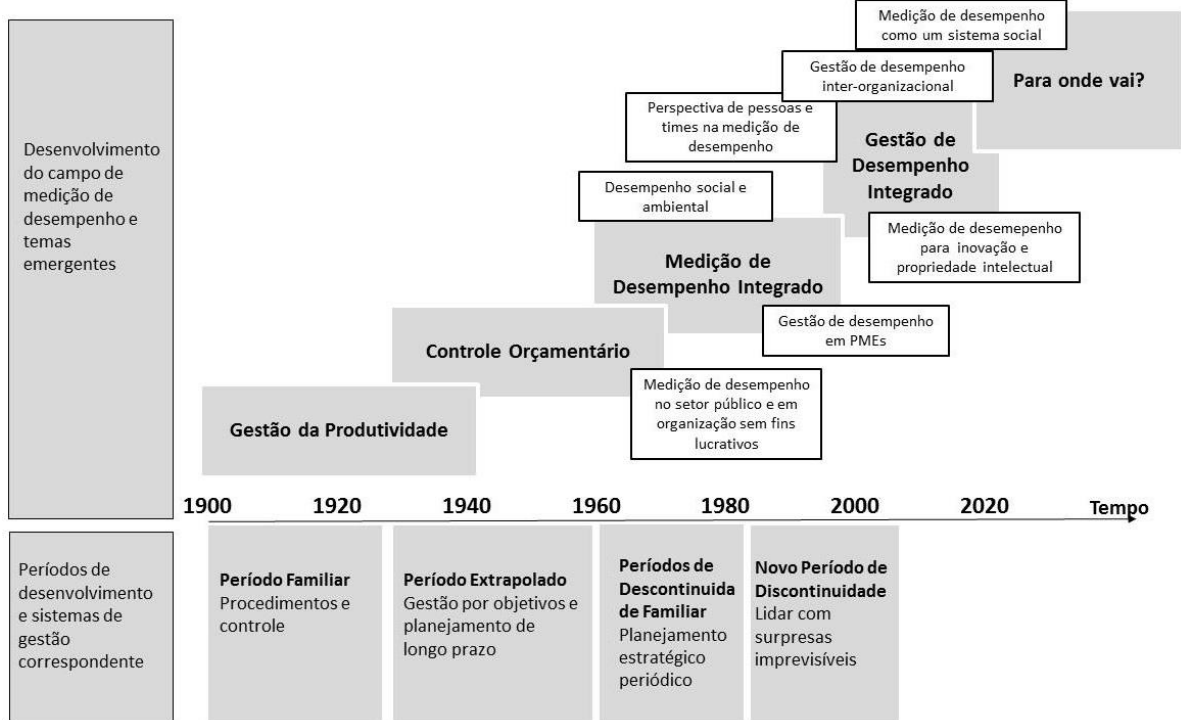 Medição de desempenho
como um sistema social
Gestão de desempenho
inter-organizacional
Para onde vai?
Perspectiva de pessoas e
times na medição de
desempenho
Gestão de
Desempenho
Integrado
Desenvolvimento
do campo de
medição de
desempenho e
temas
emergentes
Desempenho social e
ambiental
Medição de desemepenho
para inovação e
propriedade intelectual
Medição de
Desempenho Integrado
Gestão de desempenho
em PMEs
Controle Orçamentário
Medição de desempenho
no setor público e em
organização sem fins
lucrativos
Gestão da Produtividade
1900 1920 1940 1960 1980 2000 2020 Tempo
Períodos de
desenvolvimento
e sistemas de
gestão
correspondente
Período Familiar
Procedimentos e
controle
Período Extrapolado
Gestão por objetivos e
planejamento de
longo prazo
Períodos de
Descontinuida
de Familiar
Planejamento
estratégico
periódico
Novo Período de
Discontinuidade
Lidar com
surpresas
imprevisíveis